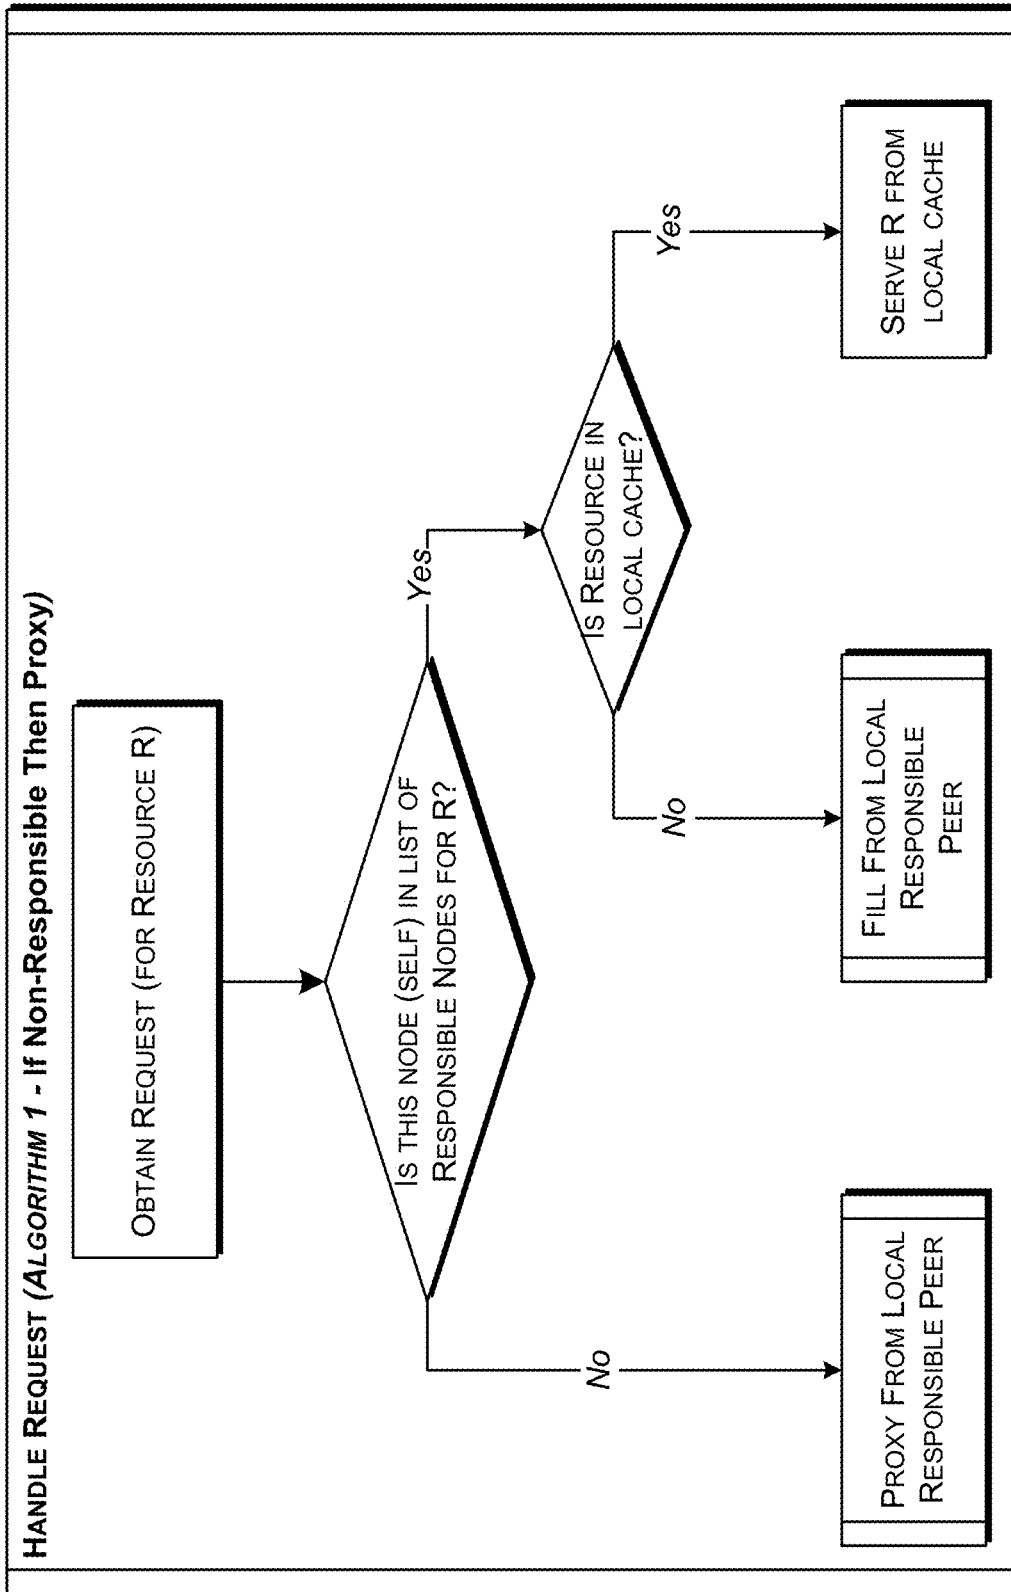 HANDLE REQUEST (ALGORITHM 1 - If Non-Responsible Then Proxy)
OBTAIN REQUEST (FOR RESOURCE R)
IS THIS NODE (SELF) IN LIST OF
RESPONSIBLE NODES FOR R?
No
Yes
IS RESOURCE IN
LOCAL CACHE?
No
Yes
PROXY FROM LOCAL
RESPONSIBLE PEER
FILL FROM LOCAL
RESPONSIBLE
PEER
SERVE R FROM
LOCAL CACHE